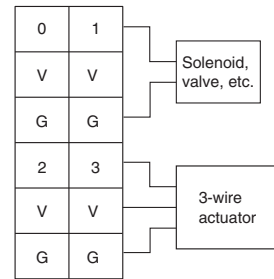 0 1
V V
G G
2 3
V V
G G
Solenoid,
valve, etc.
3-wire
actuator